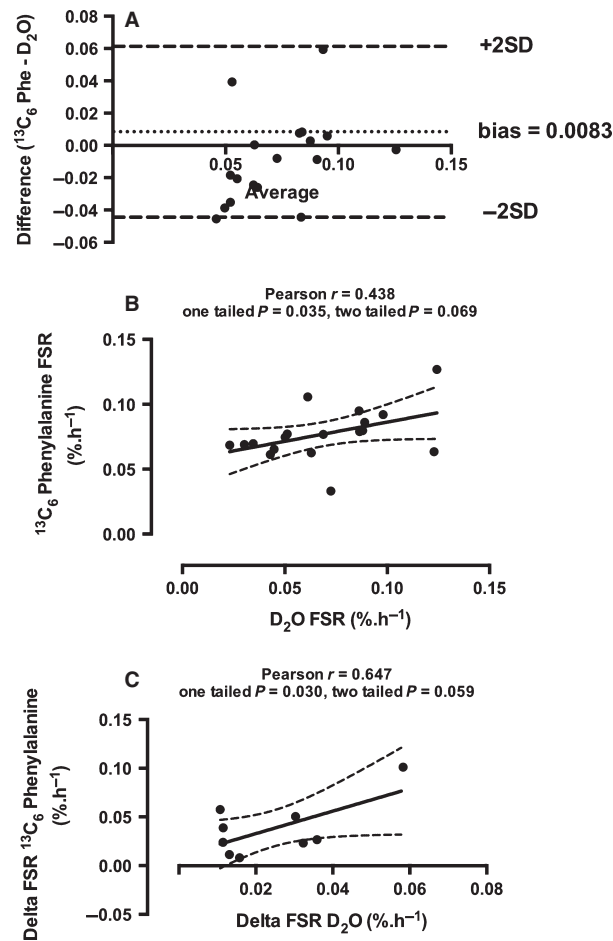 A
Difference (¹³C₆ Phe - D₂O)
0.08
0.06
0.04
0.02
0.00
−0.02
−0.04
−0.06
0.05
0.10
0.15
Average
+2SD
bias = 0.0083
−2SD
B
Pearson r = 0.438
one tailed P = 0.035, two tailed P = 0.069
¹³C₆ Phenylalanine FSR
(%.h⁻¹)
0.15
0.10
0.05
0.00
0.00
0.05
0.10
0.15
D₂O FSR (%.h⁻¹)
C
Pearson r = 0.647
one tailed P = 0.030, two tailed P = 0.059
Delta FSR ¹³C₆ Phenylalanine
(%.h⁻¹)
0.15
0.10
0.05
0.00
−0.05
0.02
0.04
0.06
0.08
Delta FSR D₂O (%.h⁻¹)